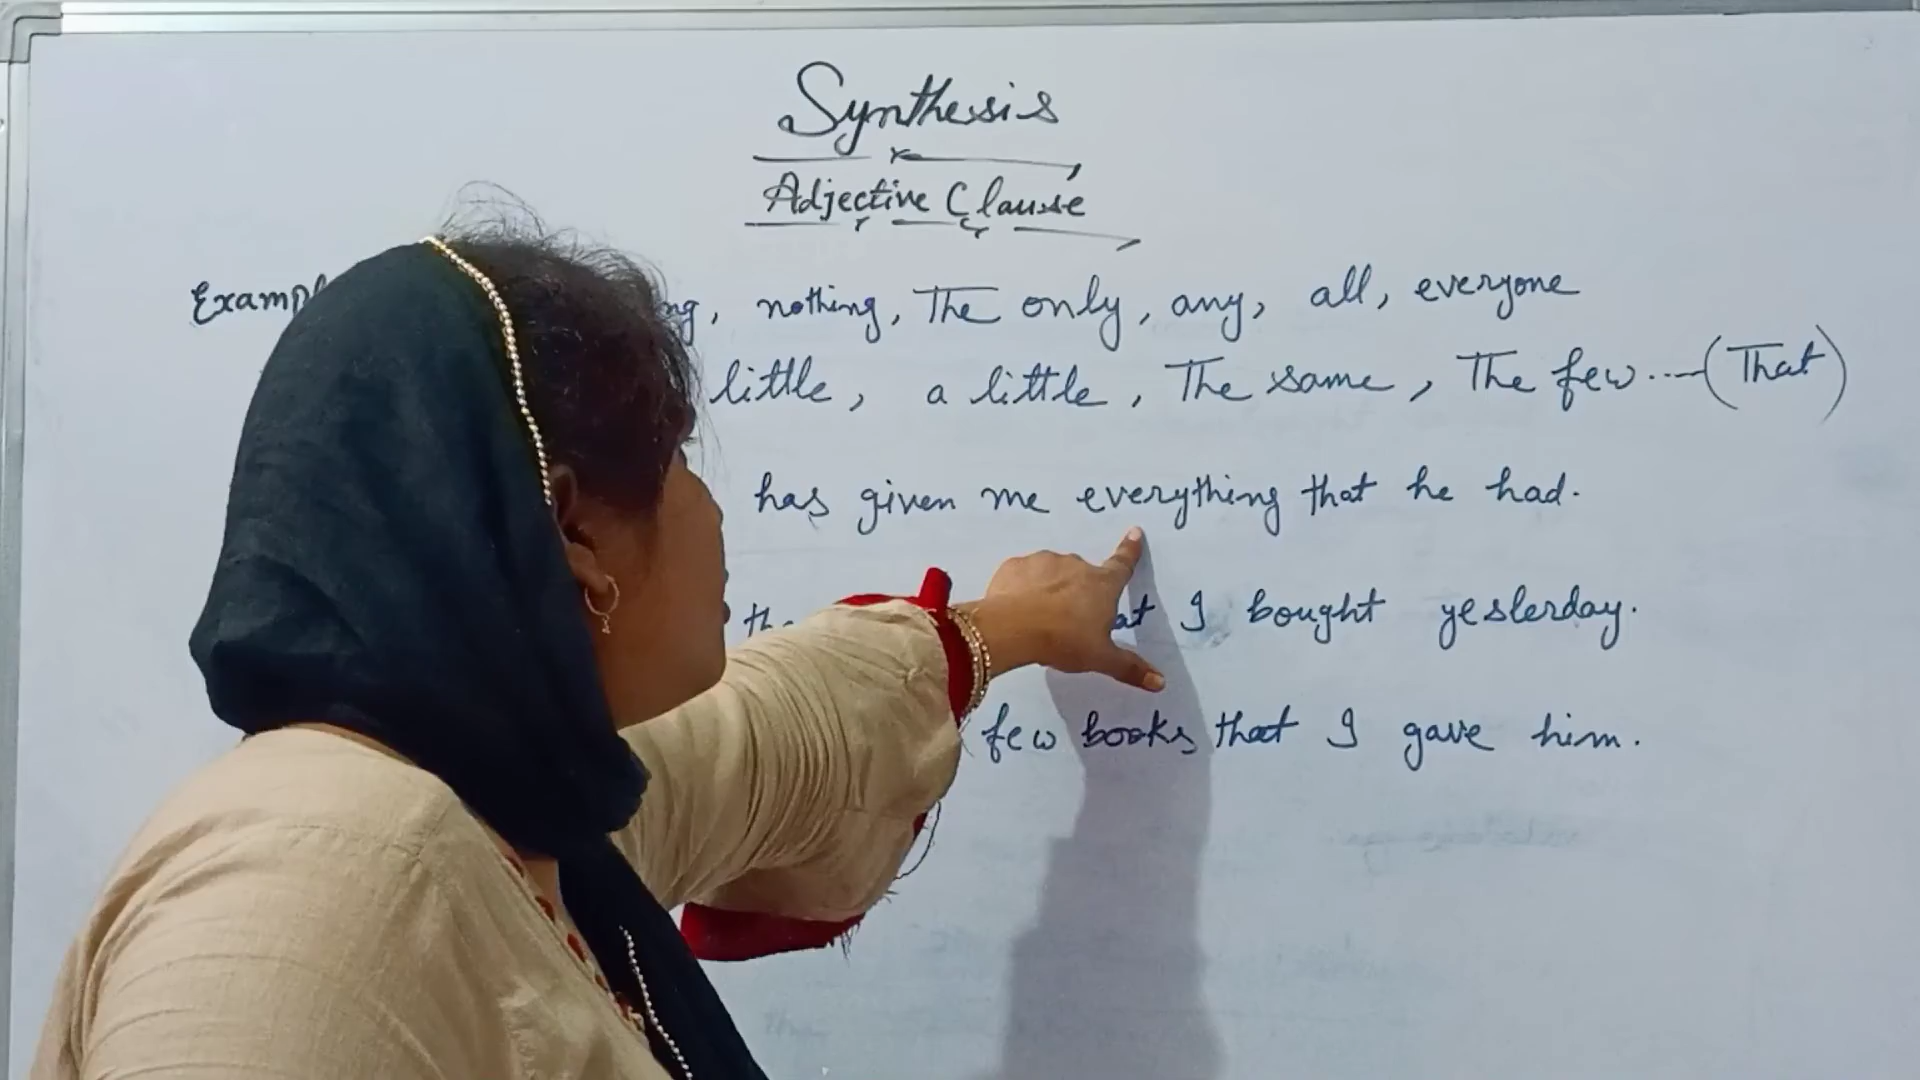 Synthesis
Adjective Clause
nothing, The only, any, all, everyone
little, a little, The same, The few....(That)
has given me everything that he had.
I bought yesterday.
few books that I gave him.